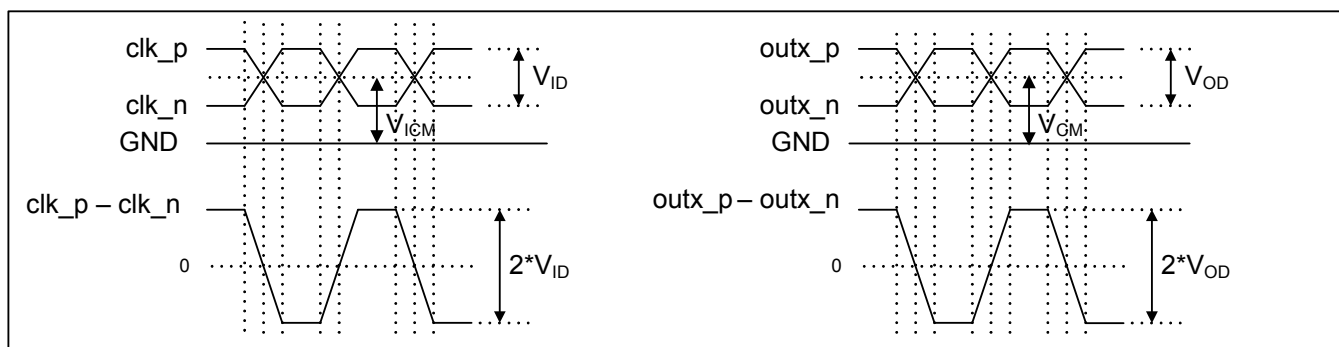 clk_p
V_ID
clk_n
V_ICM
GND
clk_p – clk_n
0
2*V_ID
outx_p
V_OD
outx_n
V_CM
GND
outx_p – outx_n
0
2*V_OD